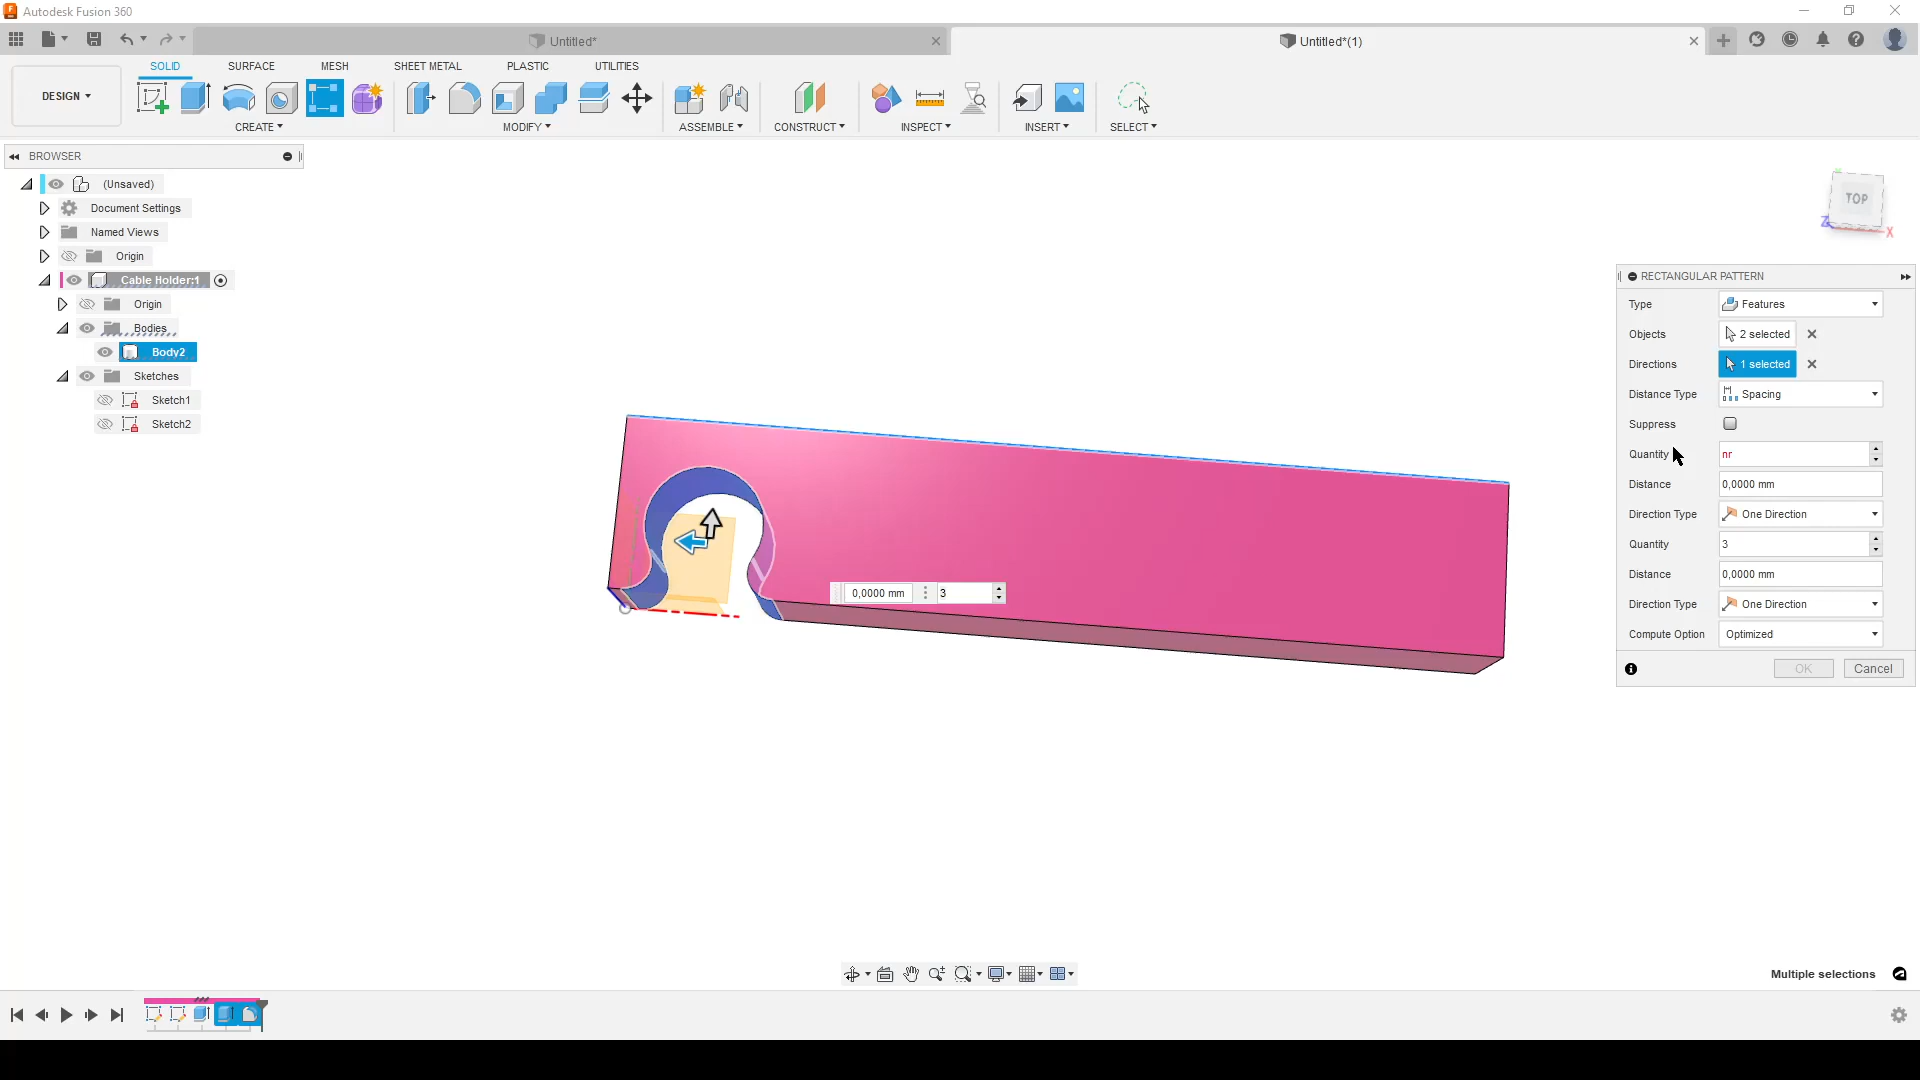 Autodesk Fusion 360
Untitled*
Untitled*(1)
SOLID
SURFACE
MESH
SHEET METAL
PLASTIC
UTILITIES
DESIGN
CREATE
MODIFY
ASSEMBLE
CONSTRUCT
INSPECT
INSERT
SELECT
BROWSER
(Unsaved)
Document Settings
Named Views
Origin
Cable Holder:1
Origin
Bodies
Body2
Sketches
Sketch1
Sketch2
TOP
Z
X
RECTANGULAR PATTERN
Type Features
Objects 2 selected
Directions 1 selected
Distance Type Spacing
Suppress
Quantity nr
Distance 0,0000 mm
Direction Type One Direction
Quantity 3
Distance 0,0000 mm
Direction Type One Direction
Compute Option Optimized
OK Cancel
0,0000 mm 3
Multiple selections